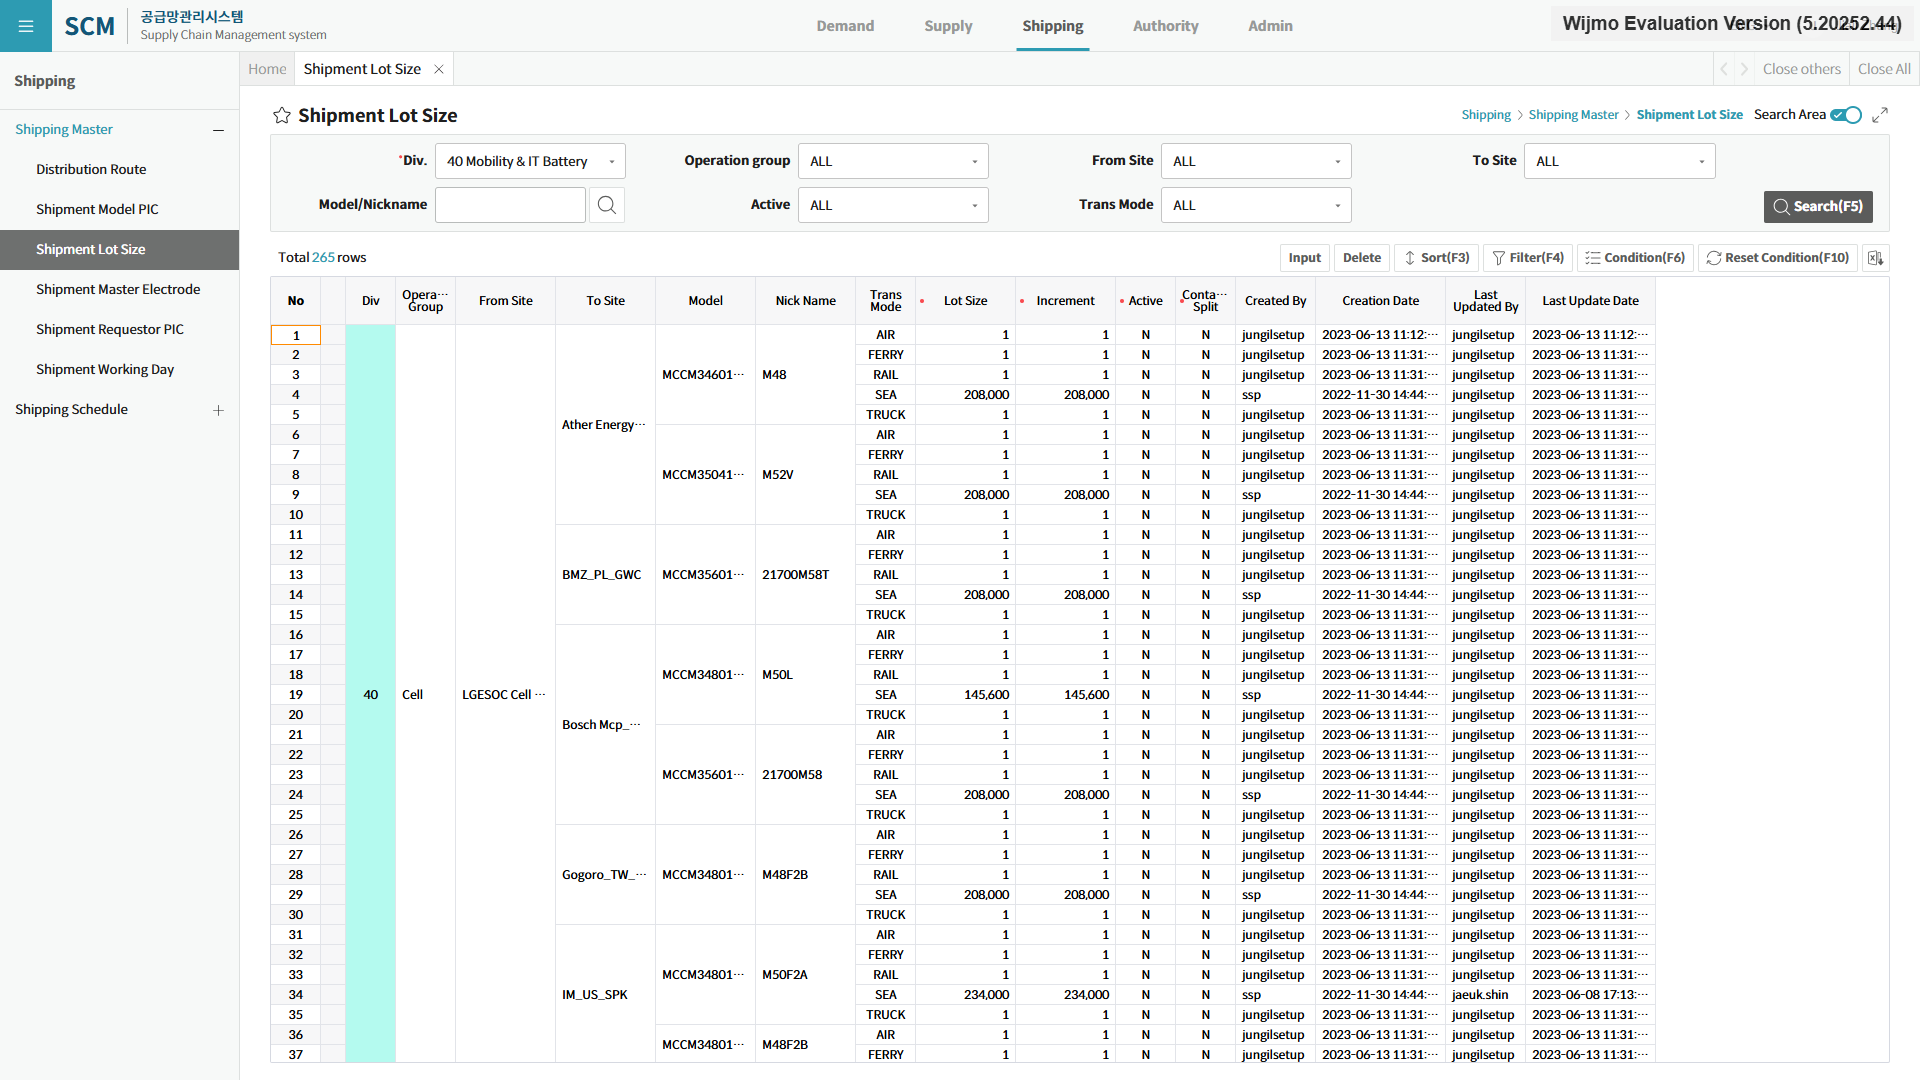 SCM 공급망관리시스템
Supply Chain Management system
Demand Supply Shipping Authority Admin
Wijmo Evaluation Version (5.20252.44)
Shipping
Home Shipment Lot Size
Close others Close All
Shipping Master
Distribution Route
Shipment Model PIC
Shipment Lot Size
Shipment Master Electrode
Shipment Requestor PIC
Shipment Working Day
Shipping Schedule
Shipment Lot Size
Shipping > Shipping Master > Shipment Lot Size Search Area
*Div. 40 Mobility & IT Battery Operation group ALL From Site ALL To Site ALL
Model/Nickname Active ALL Trans Mode ALL Search(F5)
Total 265 rows
Input Delete Sort(F3) Filter(F4) Condition(F6) Reset Condition(F10)
No Div Opera··· Group From Site To Site Model Nick Name Trans Mode Lot Size Increment Active Conta··· Split Created By Creation Date Last Updated By Last Update Date
40 Cell LGESOC Cell ···
Ather Energy···
MCCM34601··· M48
1 AIR 1 1 N N jungilsetup 2023-06-13 11:12:··· jungilsetup 2023-06-13 11:12:···
2 FERRY 1 1 N N jungilsetup 2023-06-13 11:31:··· jungilsetup 2023-06-13 11:31:···
3 RAIL 1 1 N N jungilsetup 2023-06-13 11:31:··· jungilsetup 2023-06-13 11:31:···
4 SEA 208,000 208,000 N N ssp 2022-11-30 14:44:··· jungilsetup 2023-06-13 11:31:···
5 TRUCK 1 1 N N jungilsetup 2023-06-13 11:31:··· jungilsetup 2023-06-13 11:31:···
MCCM35041··· M52V
6 AIR 1 1 N N jungilsetup 2023-06-13 11:31:··· jungilsetup 2023-06-13 11:31:···
7 FERRY 1 1 N N jungilsetup 2023-06-13 11:31:··· jungilsetup 2023-06-13 11:31:···
8 RAIL 1 1 N N jungilsetup 2023-06-13 11:31:··· jungilsetup 2023-06-13 11:31:···
9 SEA 208,000 208,000 N N ssp 2022-11-30 14:44:··· jungilsetup 2023-06-13 11:31:···
10 TRUCK 1 1 N N jungilsetup 2023-06-13 11:31:··· jungilsetup 2023-06-13 11:31:···
BMZ_PL_GWC MCCM35601··· 21700M58T
11 AIR 1 1 N N jungilsetup 2023-06-13 11:31:··· jungilsetup 2023-06-13 11:31:···
12 FERRY 1 1 N N jungilsetup 2023-06-13 11:31:··· jungilsetup 2023-06-13 11:31:···
13 RAIL 1 1 N N jungilsetup 2023-06-13 11:31:··· jungilsetup 2023-06-13 11:31:···
14 SEA 208,000 208,000 N N ssp 2022-11-30 14:44:··· jungilsetup 2023-06-13 11:31:···
15 TRUCK 1 1 N N jungilsetup 2023-06-13 11:31:··· jungilsetup 2023-06-13 11:31:···
Bosch Mcp_···
MCCM34801··· M50L
16 AIR 1 1 N N jungilsetup 2023-06-13 11:31:··· jungilsetup 2023-06-13 11:31:···
17 FERRY 1 1 N N jungilsetup 2023-06-13 11:31:··· jungilsetup 2023-06-13 11:31:···
18 RAIL 1 1 N N jungilsetup 2023-06-13 11:31:··· jungilsetup 2023-06-13 11:31:···
19 SEA 145,600 145,600 N N ssp 2022-11-30 14:44:··· jungilsetup 2023-06-13 11:31:···
20 TRUCK 1 1 N N jungilsetup 2023-06-13 11:31:··· jungilsetup 2023-06-13 11:31:···
MCCM35601··· 21700M58
21 AIR 1 1 N N jungilsetup 2023-06-13 11:31:··· jungilsetup 2023-06-13 11:31:···
22 FERRY 1 1 N N jungilsetup 2023-06-13 11:31:··· jungilsetup 2023-06-13 11:31:···
23 RAIL 1 1 N N jungilsetup 2023-06-13 11:31:··· jungilsetup 2023-06-13 11:31:···
24 SEA 208,000 208,000 N N ssp 2022-11-30 14:44:··· jungilsetup 2023-06-13 11:31:···
25 TRUCK 1 1 N N jungilsetup 2023-06-13 11:31:··· jungilsetup 2023-06-13 11:31:···
Gogoro_TW_··· MCCM34801··· M48F2B
26 AIR 1 1 N N jungilsetup 2023-06-13 11:31:··· jungilsetup 2023-06-13 11:31:···
27 FERRY 1 1 N N jungilsetup 2023-06-13 11:31:··· jungilsetup 2023-06-13 11:31:···
28 RAIL 1 1 N N jungilsetup 2023-06-13 11:31:··· jungilsetup 2023-06-13 11:31:···
29 SEA 208,000 208,000 N N ssp 2022-11-30 14:44:··· jungilsetup 2023-06-13 11:31:···
30 TRUCK 1 1 N N jungilsetup 2023-06-13 11:31:··· jungilsetup 2023-06-13 11:31:···
IM_US_SPK
MCCM34801··· M50F2A
31 AIR 1 1 N N jungilsetup 2023-06-13 11:31:··· jungilsetup 2023-06-13 11:31:···
32 FERRY 1 1 N N jungilsetup 2023-06-13 11:31:··· jungilsetup 2023-06-13 11:31:···
33 RAIL 1 1 N N jungilsetup 2023-06-13 11:31:··· jungilsetup 2023-06-13 11:31:···
34 SEA 234,000 234,000 N N ssp 2022-11-30 14:44:··· jaeuk.shin 2023-06-08 17:13:···
35 TRUCK 1 1 N N jungilsetup 2023-06-13 11:31:··· jungilsetup 2023-06-13 11:31:···
MCCM34801··· M48F2B
36 AIR 1 1 N N jungilsetup 2023-06-13 11:31:··· jungilsetup 2023-06-13 11:31:···
37 FERRY 1 1 N N jungilsetup 2023-06-13 11:31:··· jungilsetup 2023-06-13 11:31:···